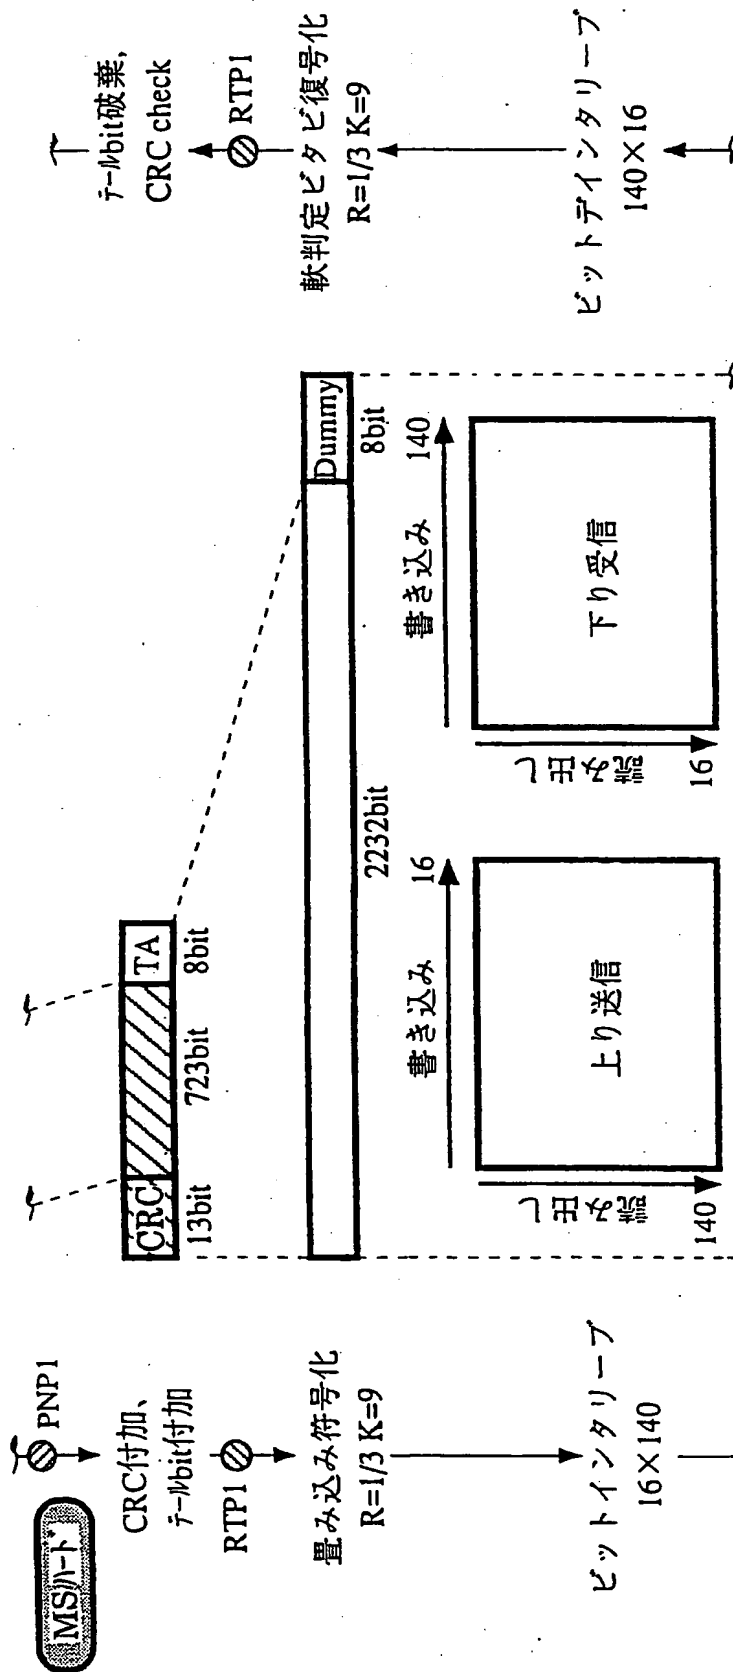 MSハード
PNP1
CRC付加、
テールbit付加
RTP1
畳み込み符号化
R=1/3 K=9
ビットインタリーブ
16×140
CRC
TA
13bit
723bit
8bit
Dummy
2232bit
8bit
書き込み
16
読み出し
140
上り送信
書き込み
140
読み出し
16
下り受信
テールbit破棄,
CRC check
RTP1
軟判定ビタビ復号化
R=1/3 K=9
ビットデインタリーブ
140×16